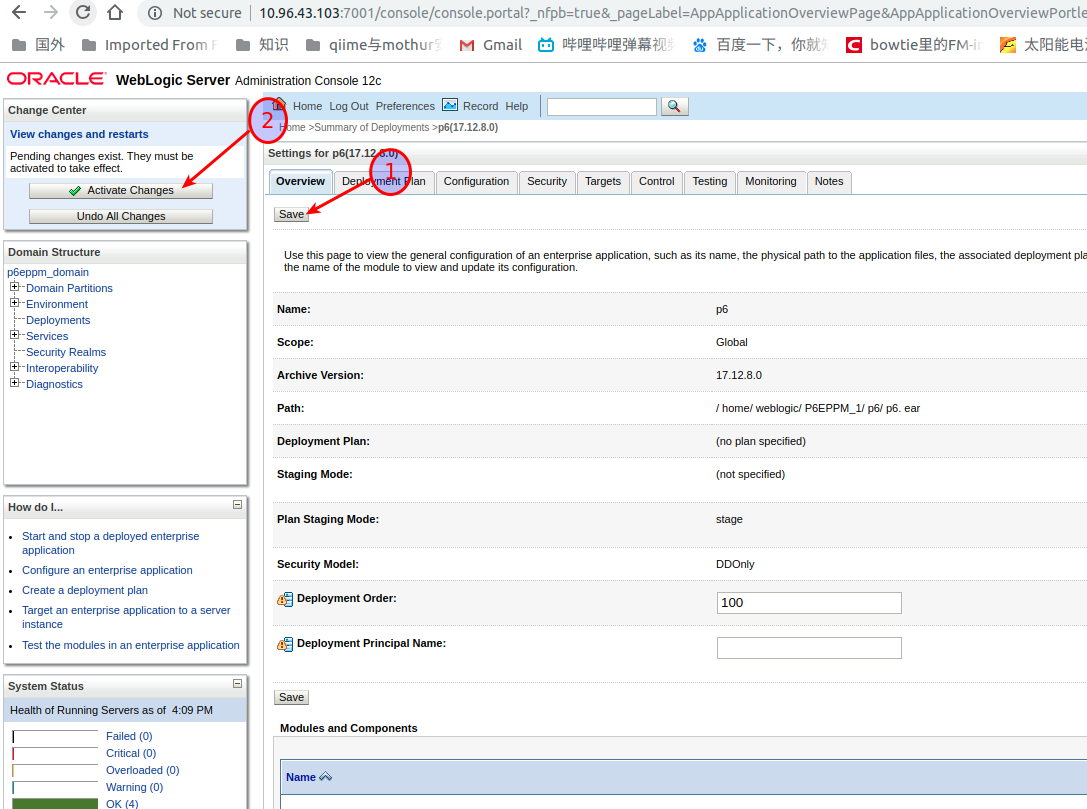 Not secure
10.96.43.103:7001/console/console.portal?_nfpb=true&_pageLabel=AppApplicationOverviewPage&AppApplicationOverviewPortle
国外
Imported From F
知识
qiime与mothur
Gmail
哔哩哔哩弹幕视频
百度一下，你就知
bowtie里的FM-in
太阳能电池
ORACLE WebLogic Server Administration Console 12c
Change Center
View changes and restarts
Pending changes exist. They must be
activated to take effect.
Activate Changes
Undo All Changes
Domain Structure
p6eppm_domain
Domain Partitions
Environment
Deployments
Services
Security Realms
Interoperability
Diagnostics
How do I...
Start and stop a deployed enterprise
application
Configure an enterprise application
Create a deployment plan
Target an enterprise application to a server
instance
Test the modules in an enterprise application
System Status
Health of Running Servers as of 4:09 PM
Failed (0)
Critical (0)
Overloaded (0)
Warning (0)
OK (4)
Home Log Out Preferences Record Help
2
Home >Summary of Deployments >p6(17.12.8.0)
Settings for p6(17.12.8.0)
1
Overview Deployment Plan Configuration Security Targets Control Testing Monitoring Notes
Save
Use this page to view the general configuration of an enterprise application, such as its name, the physical path to the application files, the associated deployment pla
the name of the module to view and update its configuration.
Name: p6
Scope: Global
Archive Version: 17.12.8.0
Path: / home/ weblogic/ P6EPPM_1/ p6/ p6. ear
Deployment Plan: (no plan specified)
Staging Mode: (not specified)
Plan Staging Mode: stage
Security Model: DDOnly
Deployment Order: 100
Deployment Principal Name:
Save
Modules and Components
Name